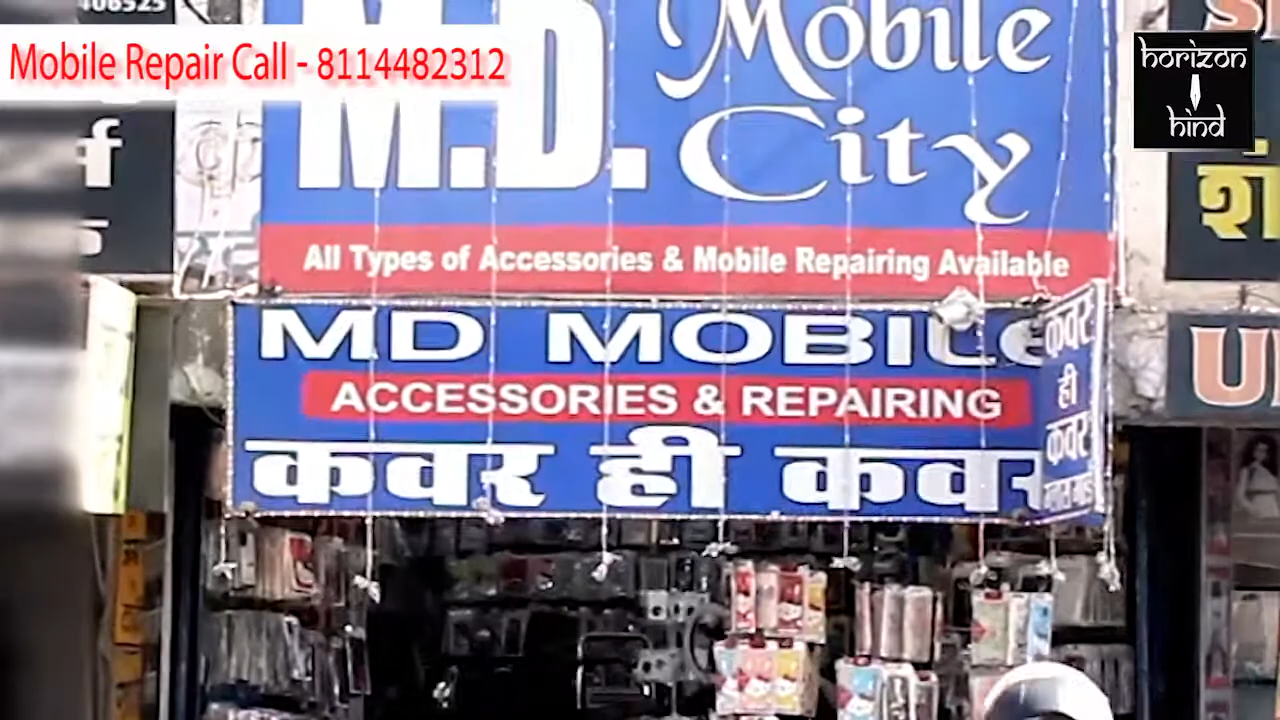 406525
Mobile Repair Call - 8114482312
M.D. Mobile City
horizon
hind
All Types of Accessories & Mobile Repairing Available
MD MOBILE
ACCESSORIES & REPAIRING
कवर ही कवर
कवर
ही
कवर